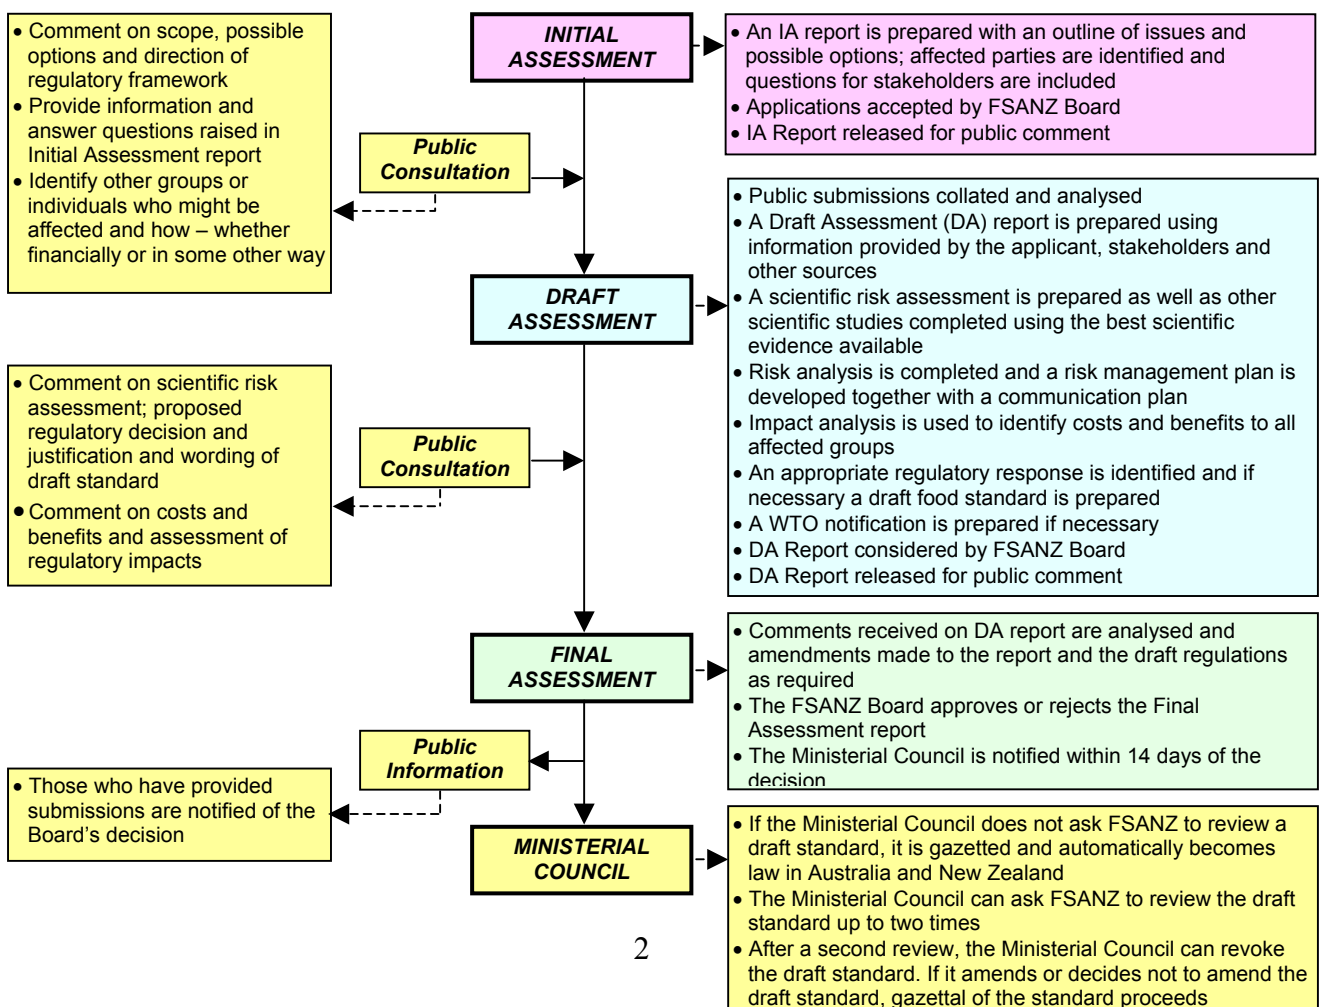 • Comment on scope, possible
options and direction of
regulatory framework
• Provide information and
answer questions raised in
Initial Assessment report
• Identify other groups or
individuals who might be
affected and how – whether
financially or in some other way
INITIAL
ASSESSMENT
• An IA report is prepared with an outline of issues and
possible options; affected parties are identified and
questions for stakeholders are included
• Applications accepted by FSANZ Board
• IA Report released for public comment
Public
Consultation
DRAFT
ASSESSMENT
• Public submissions collated and analysed
• A Draft Assessment (DA) report is prepared using
information provided by the applicant, stakeholders and
other sources
• A scientific risk assessment is prepared as well as other
scientific studies completed using the best scientific
evidence available
• Risk analysis is completed and a risk management plan is
developed together with a communication plan
• Impact analysis is used to identify costs and benefits to all
affected groups
• An appropriate regulatory response is identified and if
necessary a draft food standard is prepared
• A WTO notification is prepared if necessary
• DA Report considered by FSANZ Board
• DA Report released for public comment
• Comment on scientific risk
assessment; proposed
regulatory decision and
justification and wording of
draft standard
• Comment on costs and
benefits and assessment of
regulatory impacts
Public
Consultation
FINAL
ASSESSMENT
• Comments received on DA report are analysed and
amendments made to the report and the draft regulations
as required
• The FSANZ Board approves or rejects the Final
Assessment report
• The Ministerial Council is notified within 14 days of the
decision
Public
Information
• Those who have provided
submissions are notified of the
Board's decision
MINISTERIAL
COUNCIL
• If the Ministerial Council does not ask FSANZ to review a
draft standard, it is gazetted and automatically becomes
law in Australia and New Zealand
• The Ministerial Council can ask FSANZ to review the draft
standard up to two times
• After a second review, the Ministerial Council can revoke
the draft standard. If it amends or decides not to amend the
draft standard, gazettal of the standard proceeds
2